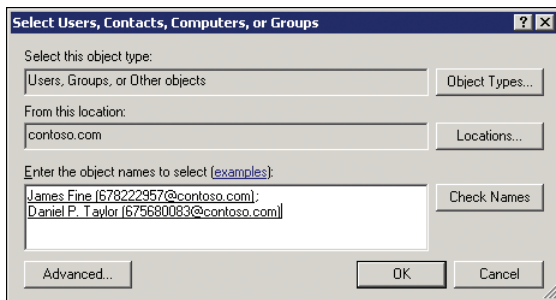 Select Users, Contacts, Computers, or Groups
Select this object type:
Users, Groups, or Other objects
Object Types...
From this location:
contoso.com
Locations...
Enter the object names to select (examples):
James Fine (678222957@contoso.com);
Daniel P. Taylor (675680083@contoso.com)
Check Names
Advanced...
OK
Cancel